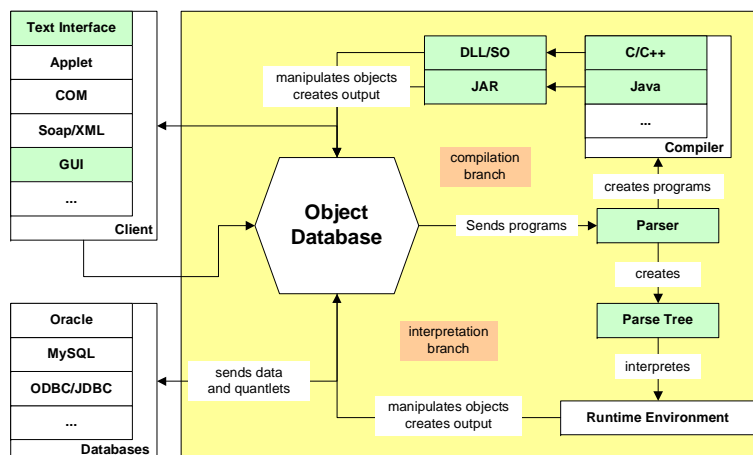 Text Interface
Applet
COM
Soap/XML
GUI
...
Client
Oracle
MySQL
ODBC/JDBC
...
Databases
manipulates objects
creates output
DLL/SO
JAR
C/C++
Java
...
Compiler
compilation
branch
creates programs
Object
Database
Sends programs
Parser
creates
Parse Tree
interpretation
branch
interpretes
sends data
and quantlets
manipulates objects
creates output
Runtime Environment